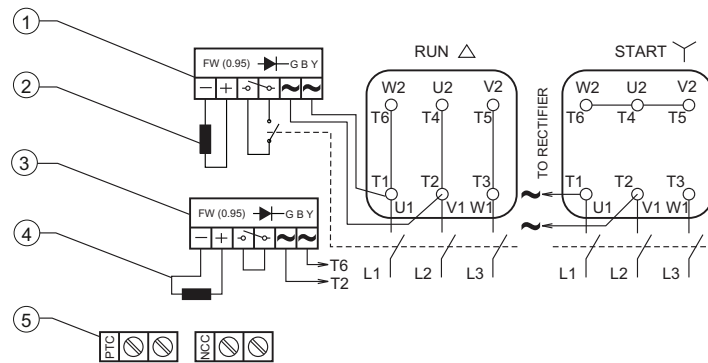 1
FW (0.95) G B Y
− + ~ ~
2
3
FW (0.95) G B Y
− + ~ ~
T6
T2
4
5
PTC
NCC
RUN △
W2 U2 V2
T6 T4 T5
T1 T2 T3
U1 V1 W1
L1 L2 L3
TO RECTIFIER
~
~
START
W2 U2 V2
T6 T4 T5
T1 T2 T3
U1 V1 W1
L1 L2 L3